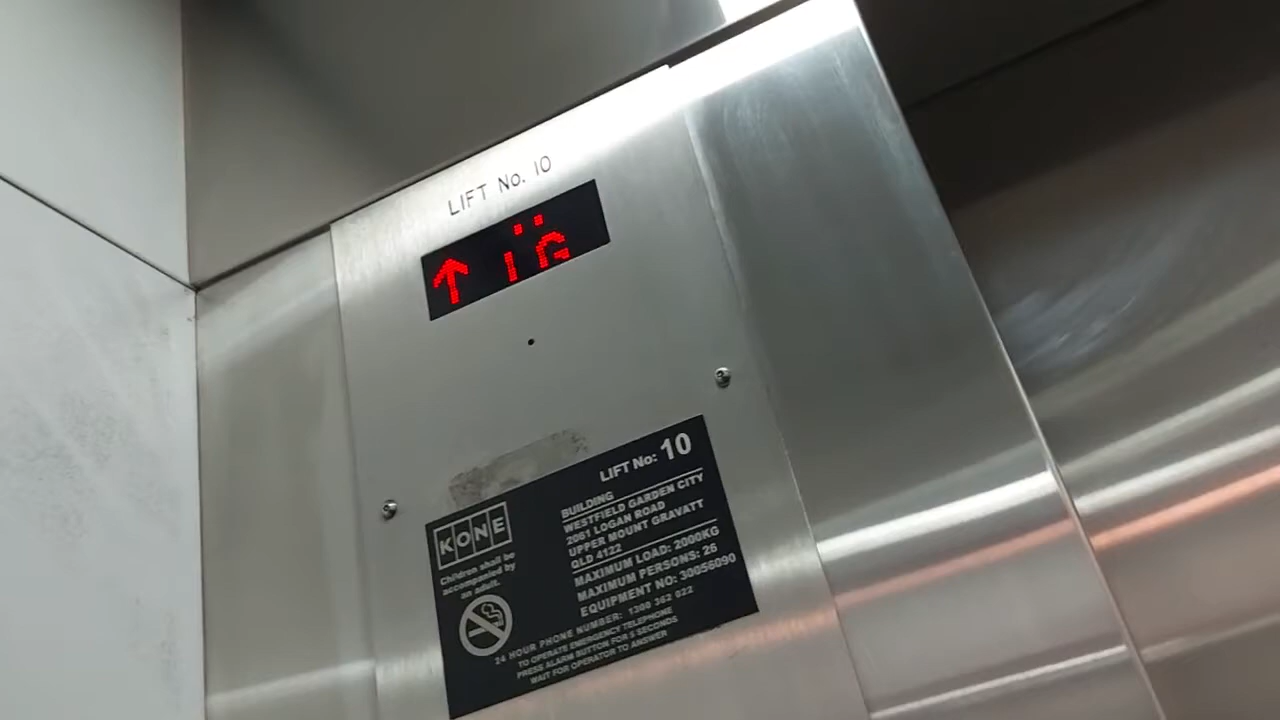 LIFT No. 10
LIFT No: 10
KONE
Children shall be
accompanied by
an adult.
BUILDING
WESTFIELD GARDEN CITY
2061 LOGAN ROAD
UPPER MOUNT GRAVATT
QLD 4122
MAXIMUM LOAD: 2000KG
MAXIMUM PERSONS: 26
EQUIPMENT NO: 30056090
24 HOUR PHONE NUMBER: 1300 362 022
TO OPERATE EMERGENCY TELEPHONE
PRESS ALARM BUTTON FOR 5 SECONDS
WAIT FOR OPERATOR TO ANSWER